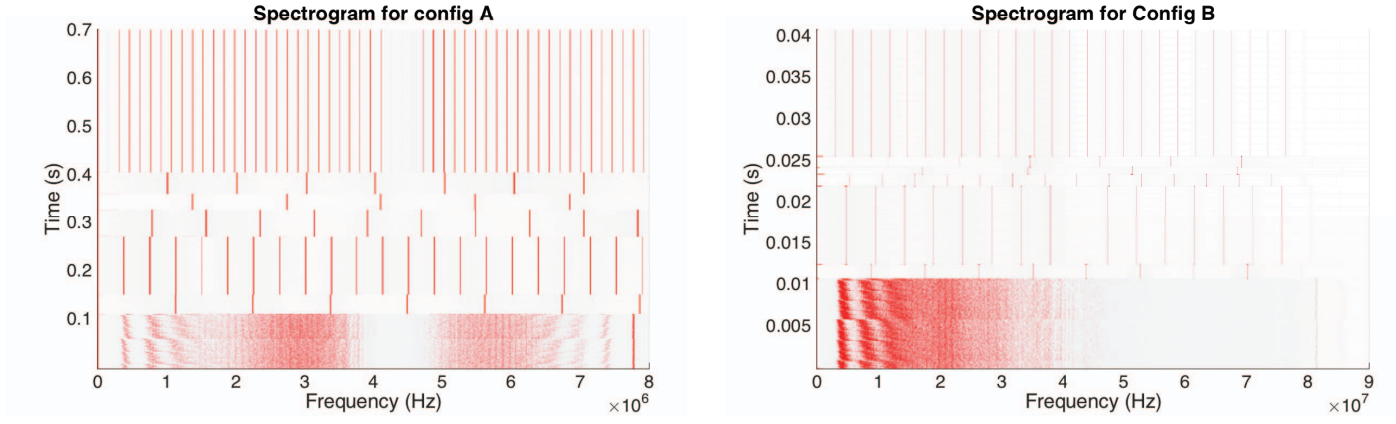 Spectrogram for config A
0.7
0.6
0.5
0.4
0.3
0.2
0.1
Time (s)
0 1 2 3 4 5 6 7 8
Frequency (Hz)
×10^6
Spectrogram for Config B
0.04
0.035
0.03
0.025
0.02
0.015
0.01
0.005
Time (s)
0 1 2 3 4 5 6 7 8 9
Frequency (Hz)
×10^7